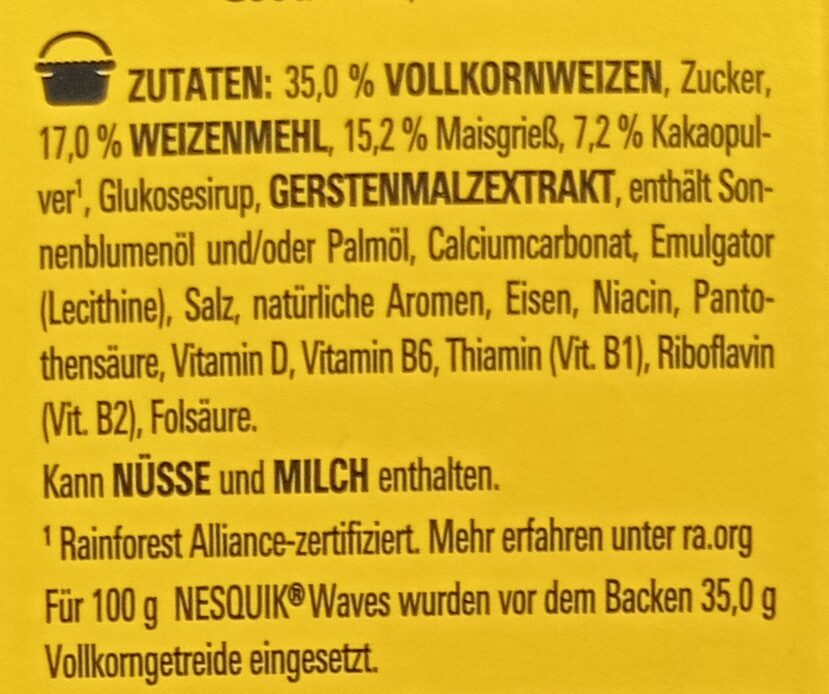 ZUTATEN: 35,0 % VOLLKORNWEIZEN, Zucker,
17,0 % WEIZENMEHL, 15,2 % Maisgrieß, 7,2 % Kakaopul-
ver¹, Glukosesirup, GERSTENMALZEXTRAKT, enthält Son-
nenblumenöl und/oder Palmöl, Calciumcarbonat, Emulgator
(Lecithine), Salz, natürliche Aromen, Eisen, Niacin, Panto-
thensäure, Vitamin D, Vitamin B6, Thiamin (Vit. B1), Riboflavin
(Vit. B2), Folsäure.
Kann NÜSSE und MILCH enthalten.
¹ Rainforest Alliance-zertifiziert. Mehr erfahren unter ra.org
Für 100 g NESQUIK® Waves wurden vor dem Backen 35,0 g
Vollkorngetreide eingesetzt.